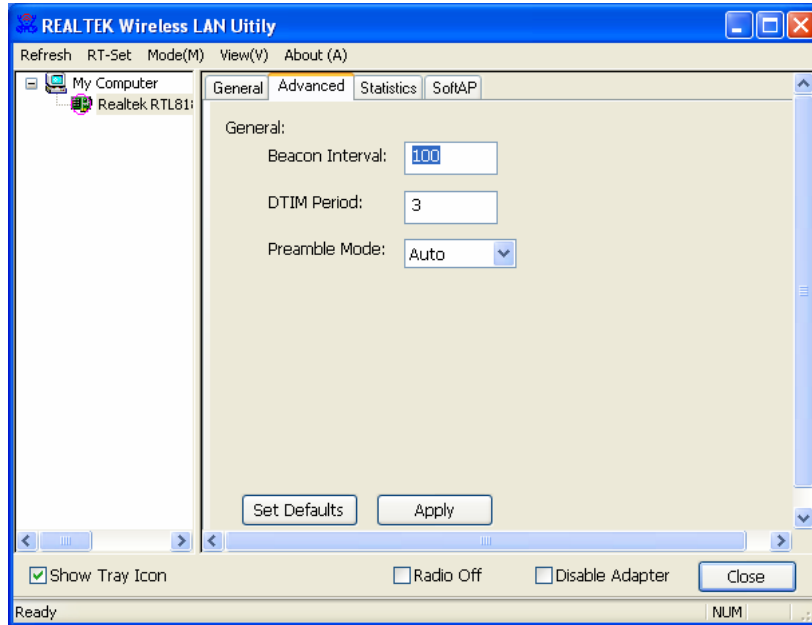 REALTEK Wireless LAN Uitily
Refresh RT-Set Mode(M) View(V) About (A)
My Computer
Realtek RTL81
General Advanced Statistics SoftAP
General:
Beacon Interval: 100
DTIM Period: 3
Preamble Mode: Auto
Set Defaults Apply
Show Tray Icon Radio Off Disable Adapter Close
Ready NUM